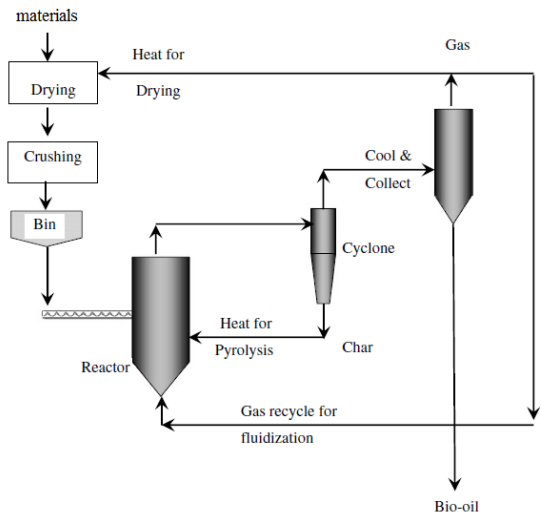 materials
Gas
Heat for
Drying
Drying
Crushing
Cool &
Collect
Bin
Cyclone
Heat for
Pyrolysis
Char
Reactor
Gas recycle for
fluidization
Bio-oil